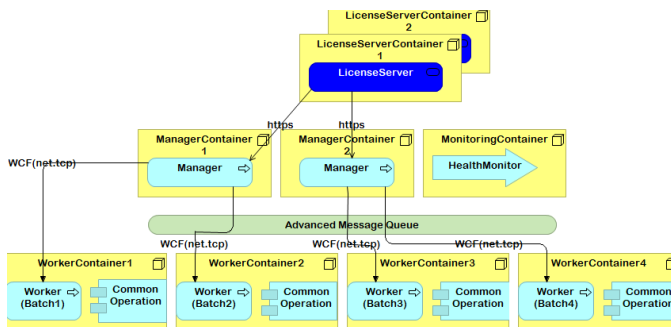 LicenseServerContainer
2
LicenseServerContainer
1
LicenseServer
https
https
ManagerContainer
1
Manager
ManagerContainer
2
Manager
MonitoringContainer
HealthMonitor
WCF(net.tcp)
Advanced Message Queue
WCF(net.tcp)
WCF(net.tcp)
WCF(net.tcp)
WorkerContainer1
Worker
(Batch1)
Common
Operation
WorkerContainer2
Worker
(Batch2)
Common
Operation
WorkerContainer3
Worker
(Batch3)
Common
Operation
WorkerContainer4
Worker
(Batch4)
Common
Operation